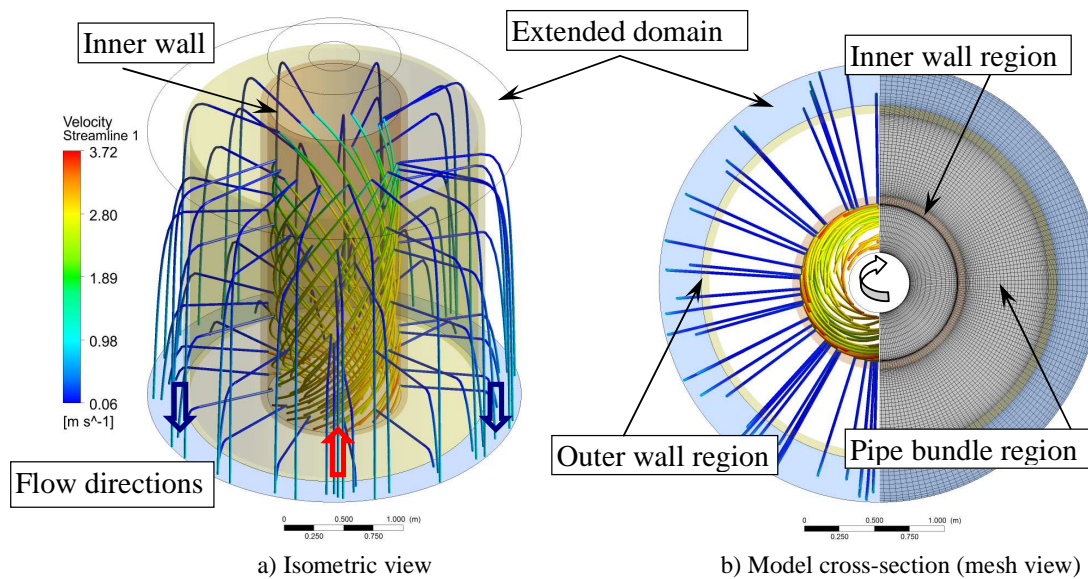 Inner wall
Extended domain
Inner wall region
Velocity
Streamline 1
3.72
2.80
1.89
0.98
0.06
[m s^-1]
Flow directions
Outer wall region
Pipe bundle region
0 0.500 1.000 (m)
0.250 0.750
0 0.500 1.000 (m)
0.250 0.750
a) Isometric view
b) Model cross-section (mesh view)